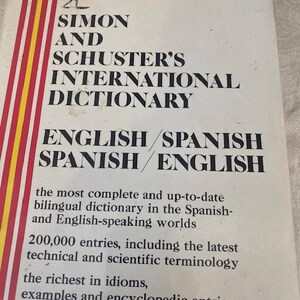 SIMON
AND
SCHUSTER'S
INTERNATIONAL
DICTIONARY
ENGLISH/SPANISH
SPANISH/ENGLISH
the most complete and up-to-date
bilingual dictionary in the Spanish-
and English-speaking worlds
200,000 entries, including the latest
technical and scientific terminology
the richest in idioms,
examples and encyclopedic